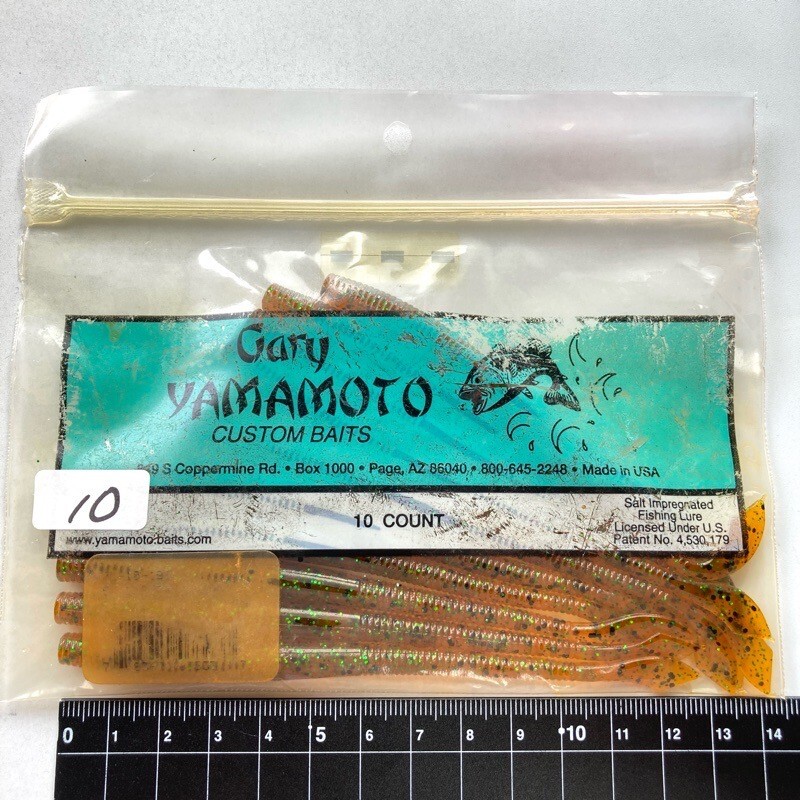 Gary
YAMAMOTO
CUSTOM BAITS
849 S Coppermine Rd. • Box 1000 • Page, AZ 86040 • 800-645-2248 • Made in USA
10
10 COUNT
Salt Impregnated
Fishing Lure
Licensed Under U.S.
Patent No. 4,530,179
www.yamamoto.baits.com
0 1 2 3 4 5 6 7 8 9 10 11 12 13 14